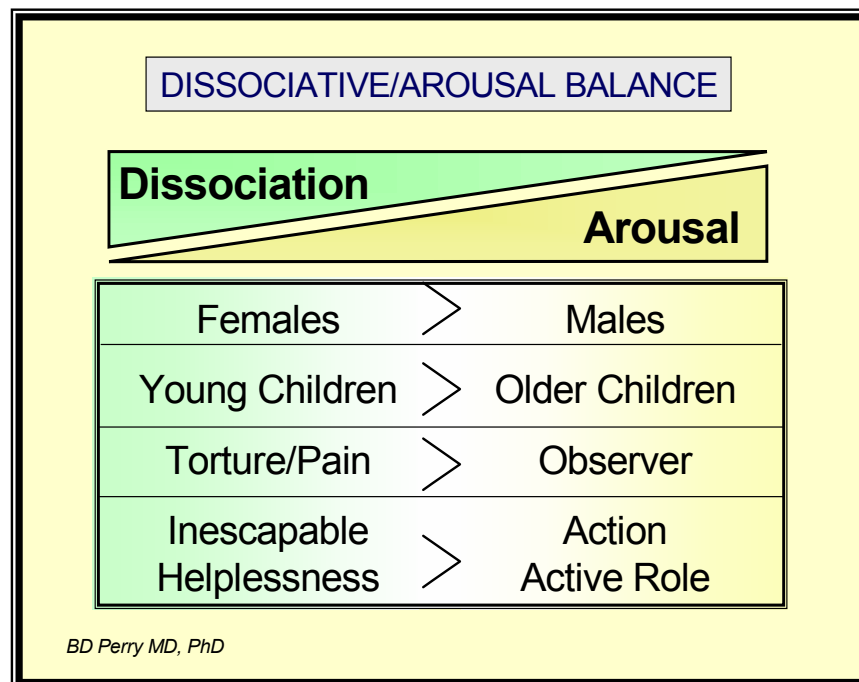 DISSOCIATIVE/AROUSAL BALANCE
Dissociation
Arousal
Females > Males
Young Children > Older Children
Torture/Pain > Observer
Inescapable Action
Helplessness > Active Role
BD Perry MD, PhD